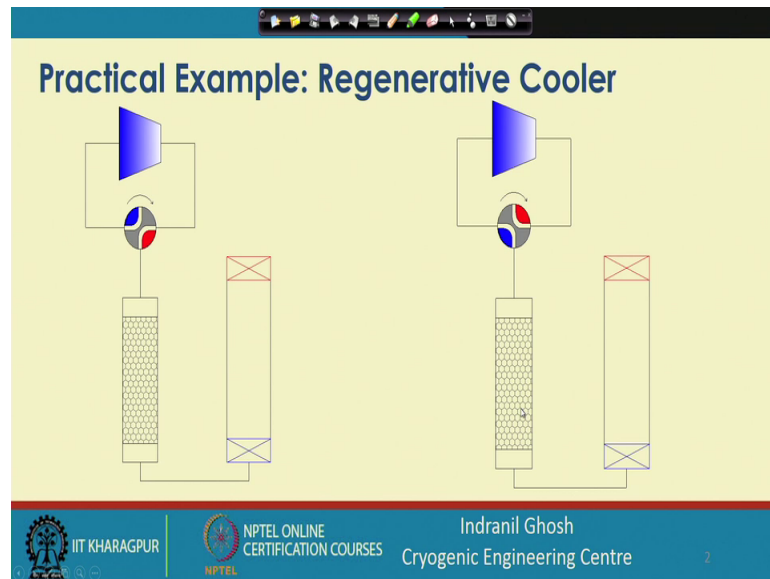 Practical Example: Regenerative Cooler
IIT KHARAGPUR
NPTEL
NPTEL ONLINE
CERTIFICATION COURSES
Indranil Ghosh
Cryogenic Engineering Centre
2